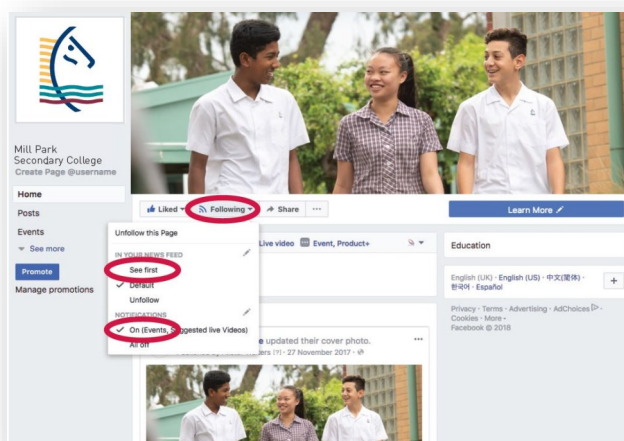 Mill Park
Secondary College
Create Page @username
Home
Posts
Events
See more
Promote
Manage promotions
Liked
Following
Share
Learn More
Unfollow this Page
IN YOUR NEWS FEED
See first
Default
Unfollow
NOTIFICATIONS
On (Events, Suggested live Videos)
All off
Live video
Event, Product+
updated their cover photo.
[?] · 27 November 2017 ·
Education
English (UK) · English (US) · 中文(简体) ·
한국어 · Español
+
Privacy · Terms · Advertising · AdChoices ·
Cookies · More ·
Facebook © 2018